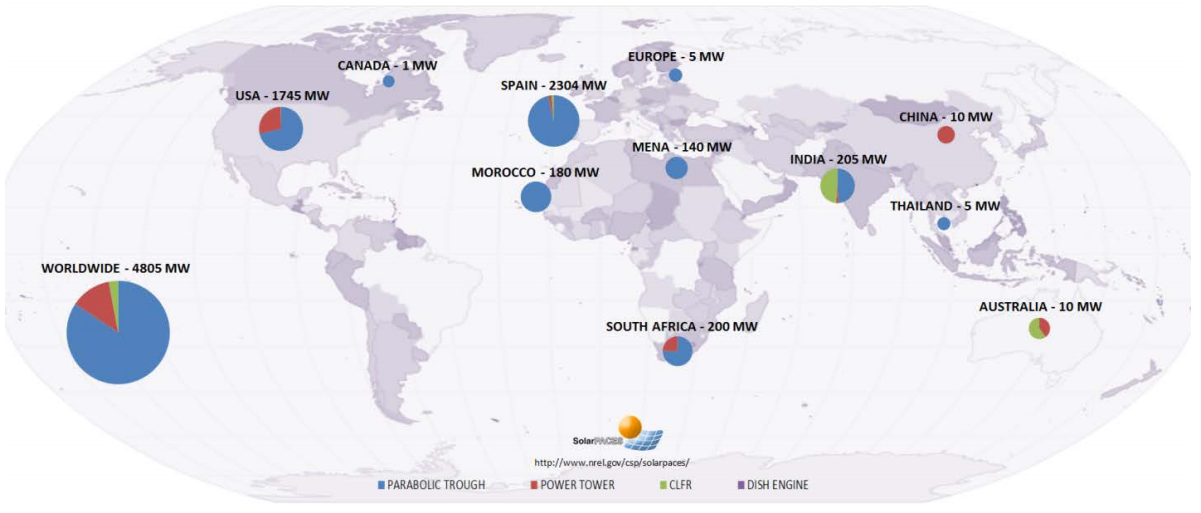 EUROPE - 5 MW
CANADA - 1 MW
SPAIN - 2304 MW
USA - 1745 MW
CHINA - 10 MW
MENA - 140 MW
INDIA - 205 MW
MOROCCO - 180 MW
THAILAND - 5 MW
WORLDWIDE - 4805 MW
AUSTRALIA - 10 MW
SOUTH AFRICA - 200 MW
SolarPACES
http://www.nrel.gov/csp/solarpaces/
PARABOLIC TROUGH POWER TOWER CLFR DISH ENGINE